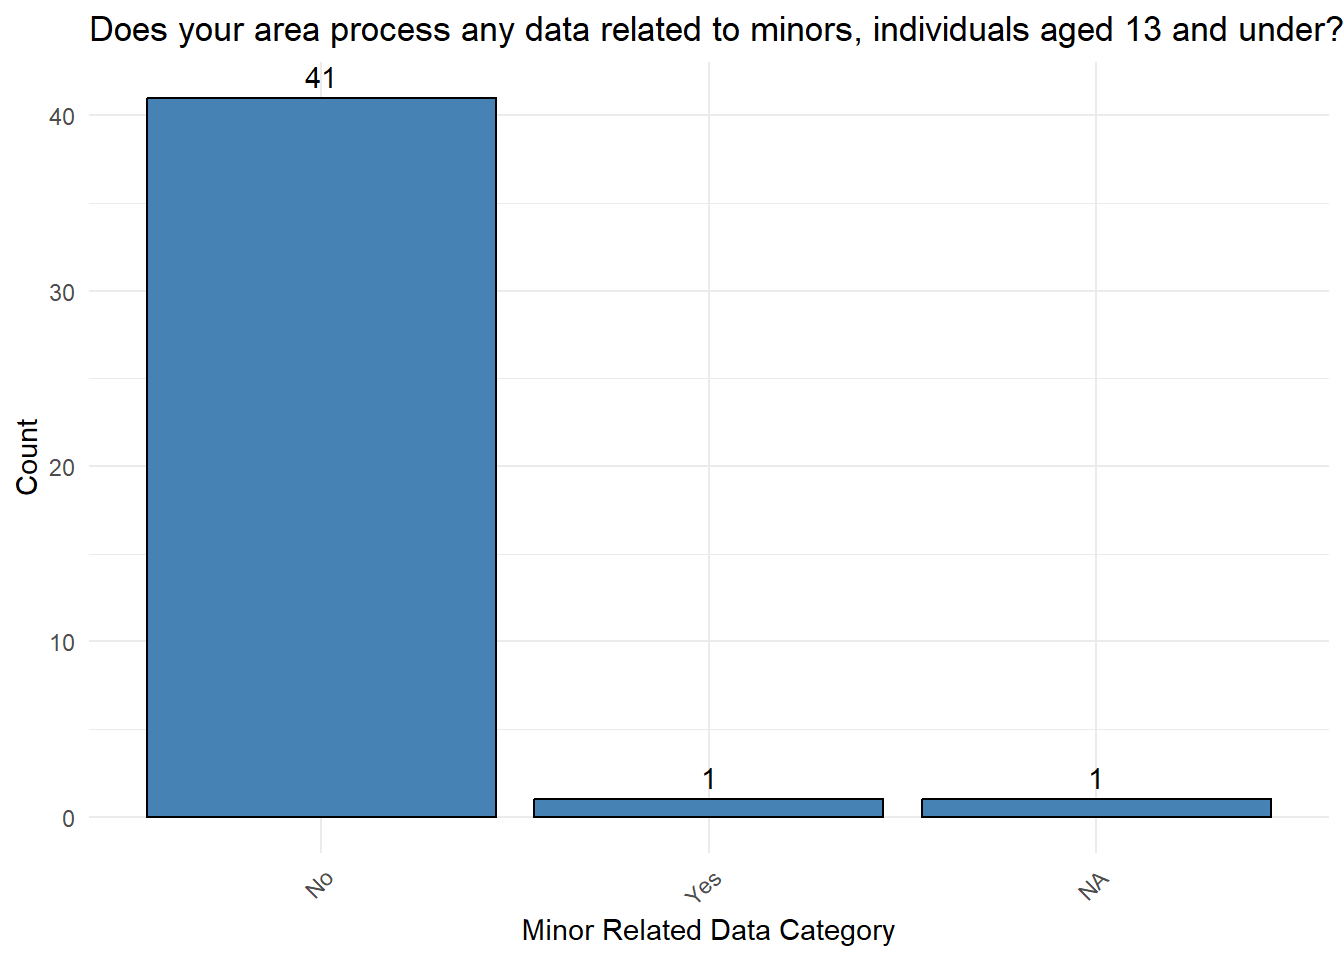 Does your area process any data related to minors, individuals aged 13 and under?
41
40
30
20
10
0
1
1
Count
No
Yes
NA
Minor Related Data Category